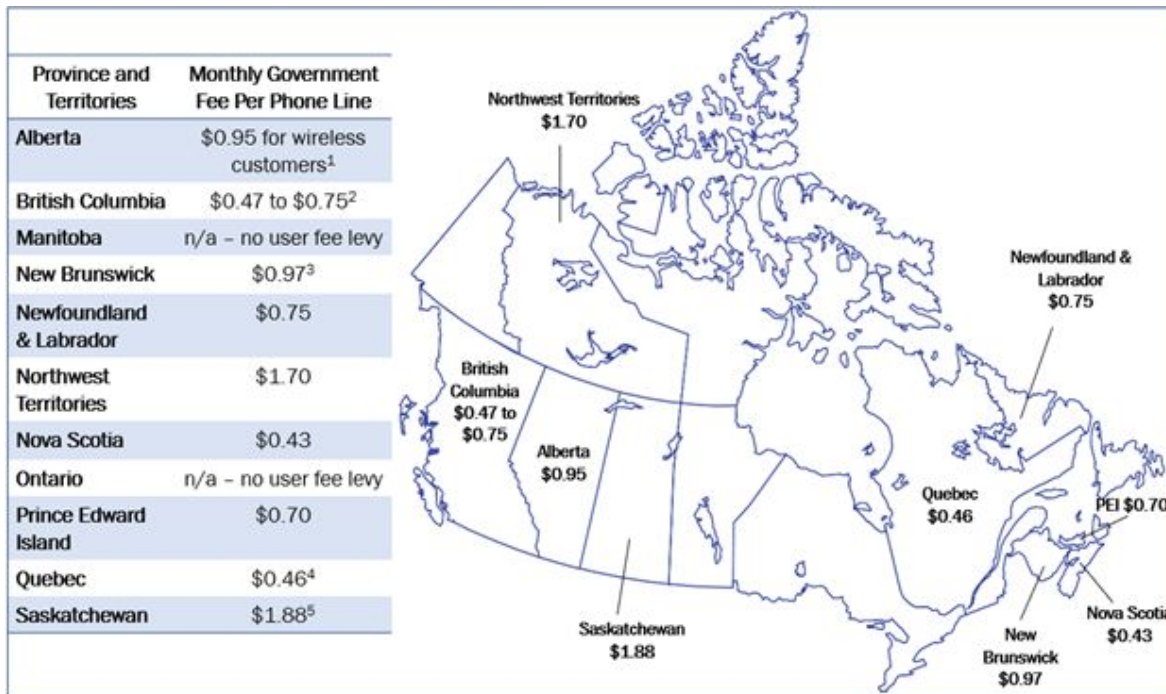 Province and
Territories
Monthly Government
Fee Per Phone Line
Alberta
$0.95 for wireless
customers¹
British Columbia
$0.47 to $0.75²
Manitoba
n/a – no user fee levy
New Brunswick
$0.97³
Newfoundland
& Labrador
$0.75
Northwest
Territories
$1.70
Nova Scotia
$0.43
Ontario
n/a – no user fee levy
Prince Edward
Island
$0.70
Quebec
$0.46⁴
Saskatchewan
$1.88⁵
Northwest Territories
$1.70
Newfoundland &
Labrador
$0.75
British
Columbia
$0.47 to
$0.75
Alberta
$0.95
Quebec
$0.46
PEI $0.70
Saskatchewan
$1.88
New
Brunswick
$0.97
Nova Scotia
$0.43